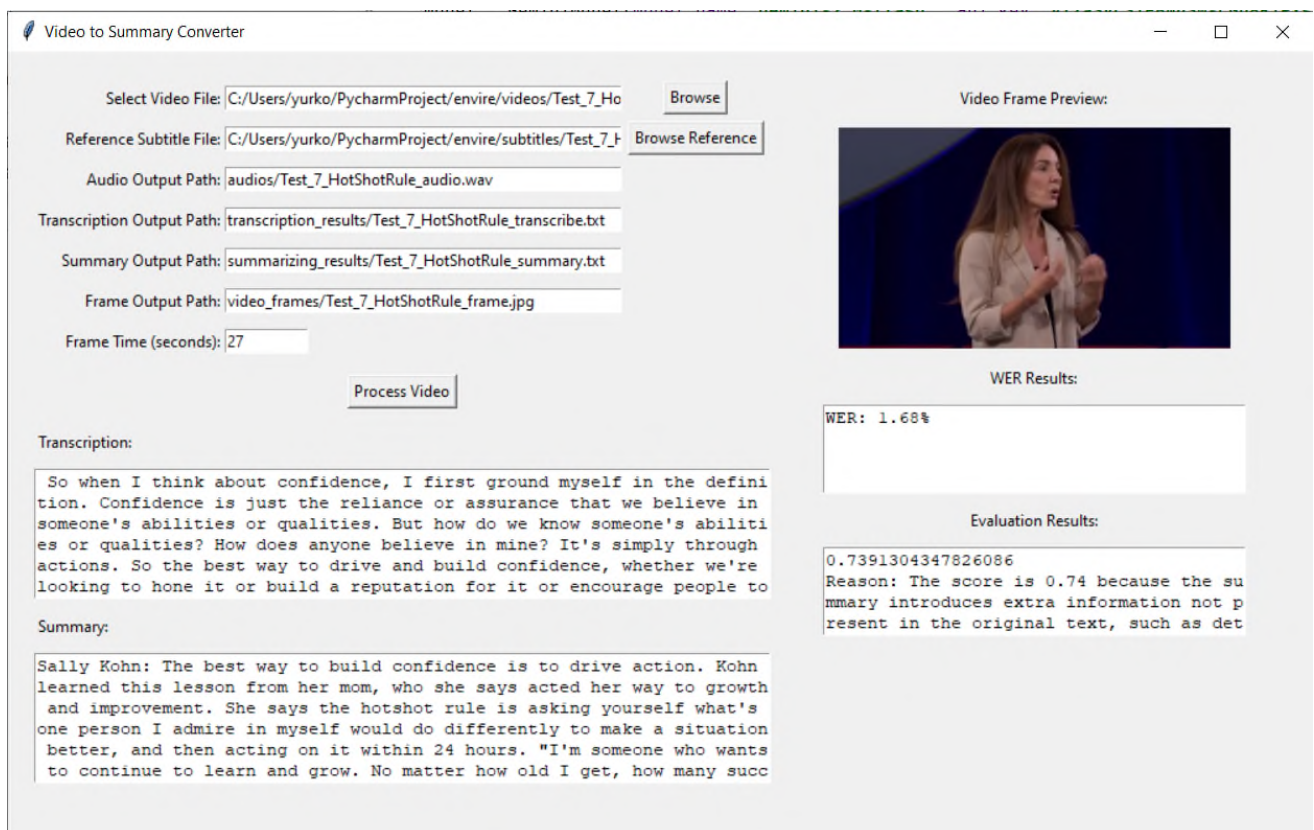 Video to Summary Converter
Select Video File: C:/Users/yurko/PycharmProject/envire/videos/Test_7_Ho Browse
Reference Subtitle File: C:/Users/yurko/PycharmProject/envire/subtitles/Test_7_H Browse Reference
Audio Output Path: audios/Test_7_HotShotRule_audio.wav
Transcription Output Path: transcription_results/Test_7_HotShotRule_transcribe.txt
Summary Output Path: summarizing_results/Test_7_HotShotRule_summary.txt
Frame Output Path: video_frames/Test_7_HotShotRule_frame.jpg
Frame Time (seconds): 27
Process Video
Transcription:
So when I think about confidence, I first ground myself in the defini
tion. Confidence is just the reliance or assurance that we believe in
someone's abilities or qualities. But how do we know someone's abiliti
es or qualities? How does anyone believe in mine? It's simply through
actions. So the best way to drive and build confidence, whether we're
looking to hone it or build a reputation for it or encourage people to
Summary:
Sally Kohn: The best way to build confidence is to drive action. Kohn
learned this lesson from her mom, who she says acted her way to growth
and improvement. She says the hotshot rule is asking yourself what's
one person I admire in myself would do differently to make a situation
better, and then acting on it within 24 hours. "I'm someone who wants
to continue to learn and grow. No matter how old I get, how many succ
Video Frame Preview:
WER Results:
WER: 1.68%
Evaluation Results:
0.7391304347826086
Reason: The score is 0.74 because the su
mmary introduces extra information not p
resent in the original text, such as det